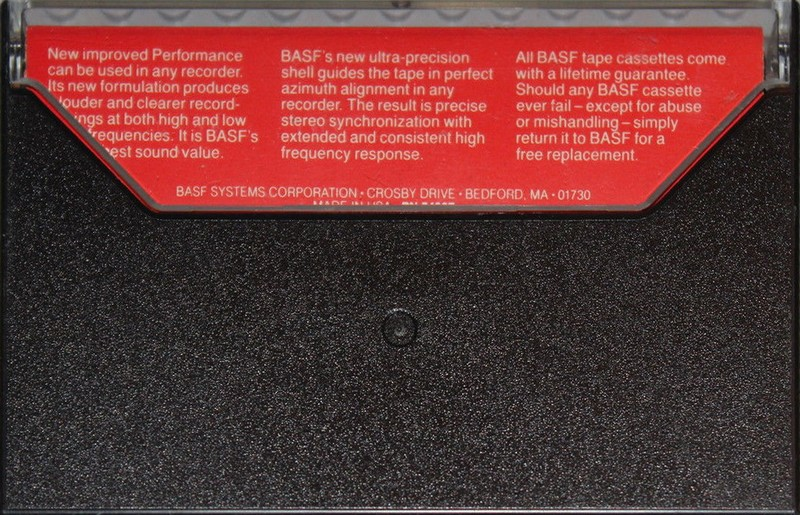 New improved Performance
can be used in any recorder.
Its new formulation produces
louder and clearer record-
ings at both high and low
frequencies. It is BASF's
sound value.
BASF's new ultra-precision
shell guides the tape in perfect
azimuth alignment in any
recorder. The result is precise
stereo synchronization with
extended and consistent high
frequency response.
All BASF tape cassettes come
with a lifetime guarantee.
Should any BASF cassette
ever fail – except for abuse
or mishandling – simply
return it to BASF for a
free replacement.
BASF SYSTEMS CORPORATION • CROSBY DRIVE • BEDFORD, MA • 01730
MADE IN USA